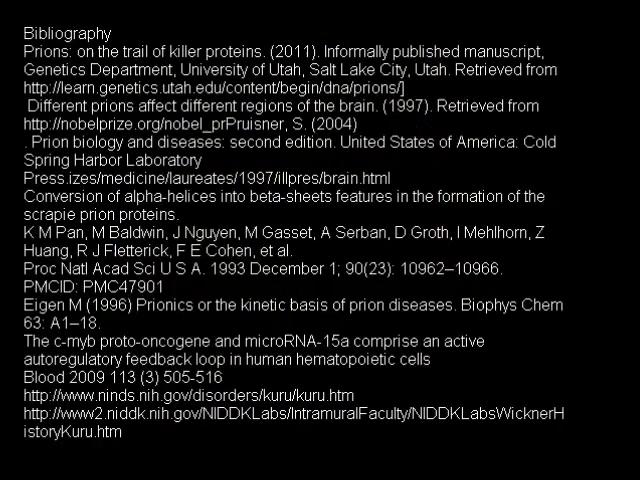 Bibliography
Prions: on the trail of killer proteins. (2011). Informally published manuscript,
Genetics Department, University of Utah, Salt Lake City, Utah. Retrieved from
http://learn.genetics.utah.edu/content/begin/dna/prions/]
Different prions affect different regions of the brain. (1997). Retrieved from
http://nobelprize.org/nobel_prPruisner, S. (2004)
. Prion biology and diseases: second edition. United States of America: Cold
Spring Harbor Laboratory
Press.izes/medicine/laureates/1997/illpres/brain.html
Conversion of alpha-helices into beta-sheets features in the formation of the
scrapie prion proteins.
K M Pan, M Baldwin, J Nguyen, M Gasset, A Serban, D Groth, I Mehlhorn, Z
Huang, R J Fletterick, F E Cohen, et al.
Proc Natl Acad Sci U S A. 1993 December 1; 90(23): 10962–10966.
PMCID: PMC47901
Eigen M (1996) Prionics or the kinetic basis of prion diseases. Biophys Chem
63: A1–18.
The c-myb proto-oncogene and microRNA-15a comprise an active
autoregulatory feedback loop in human hematopoietic cells
Blood 2009 113 (3) 505-516
http://www.ninds.nih.gov/disorders/kuru/kuru.htm
http://www2.niddk.nih.gov/NIDDKLabs/IntramuralFaculty/NIDDKLabsWicknerH
istoryKuru.htm